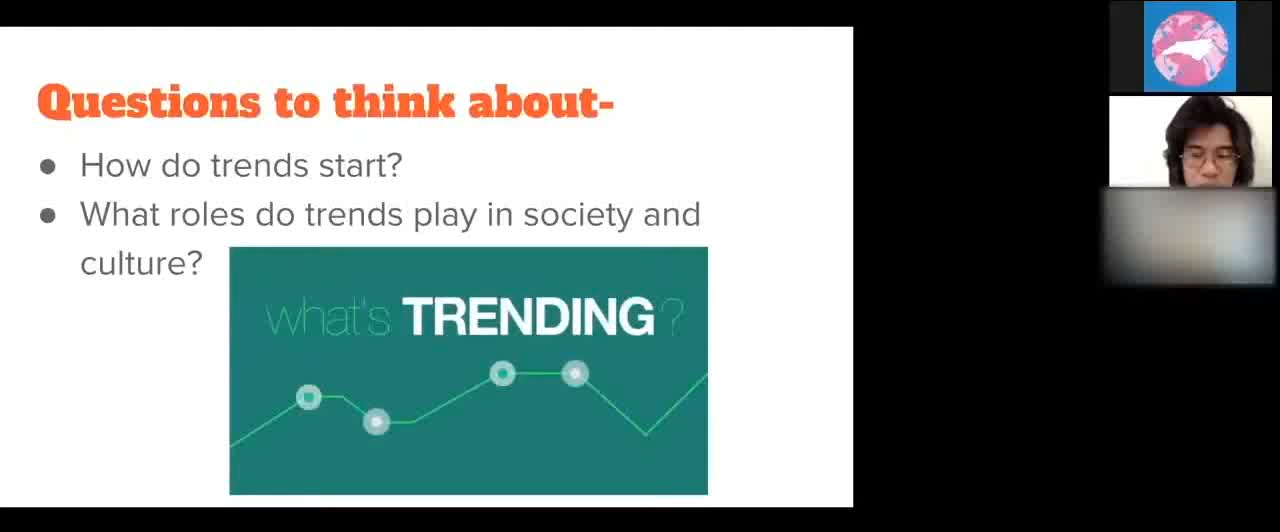 Questions to think about-
● How do trends start?
● What roles do trends play in society and
culture?
what's TRENDING?